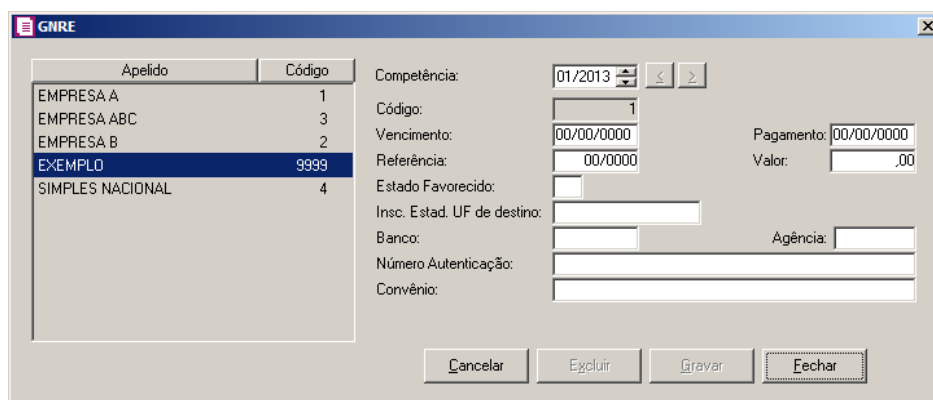 GNRE
Apelido Código
EMPRESA A 1
EMPRESA ABC 3
EMPRESA B 2
EXEMPLO 9999
SIMPLES NACIONAL 4
Competência: 01/2013 < >
Código: 1
Vencimento: 00/00/0000 Pagamento: 00/00/0000
Referência: 00/0000 Valor: ,00
Estado Favorecido:
Insc. Estad. UF de destino:
Banco: Agência:
Número Autenticação:
Convênio:
Cancelar Excluir Gravar Fechar